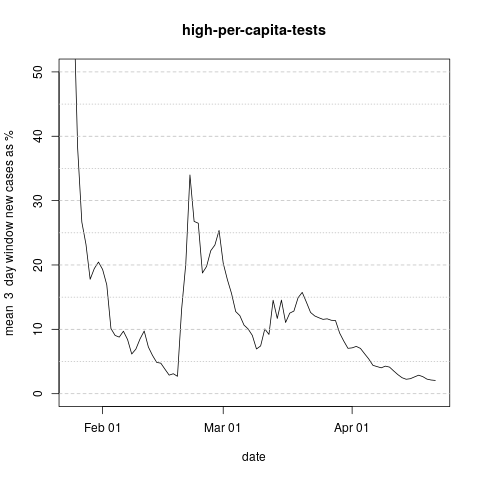 high-per-capita-tests
mean  3  day window new cases as %
50
40
30
20
10
0
Feb 01
Mar 01
Apr 01
date